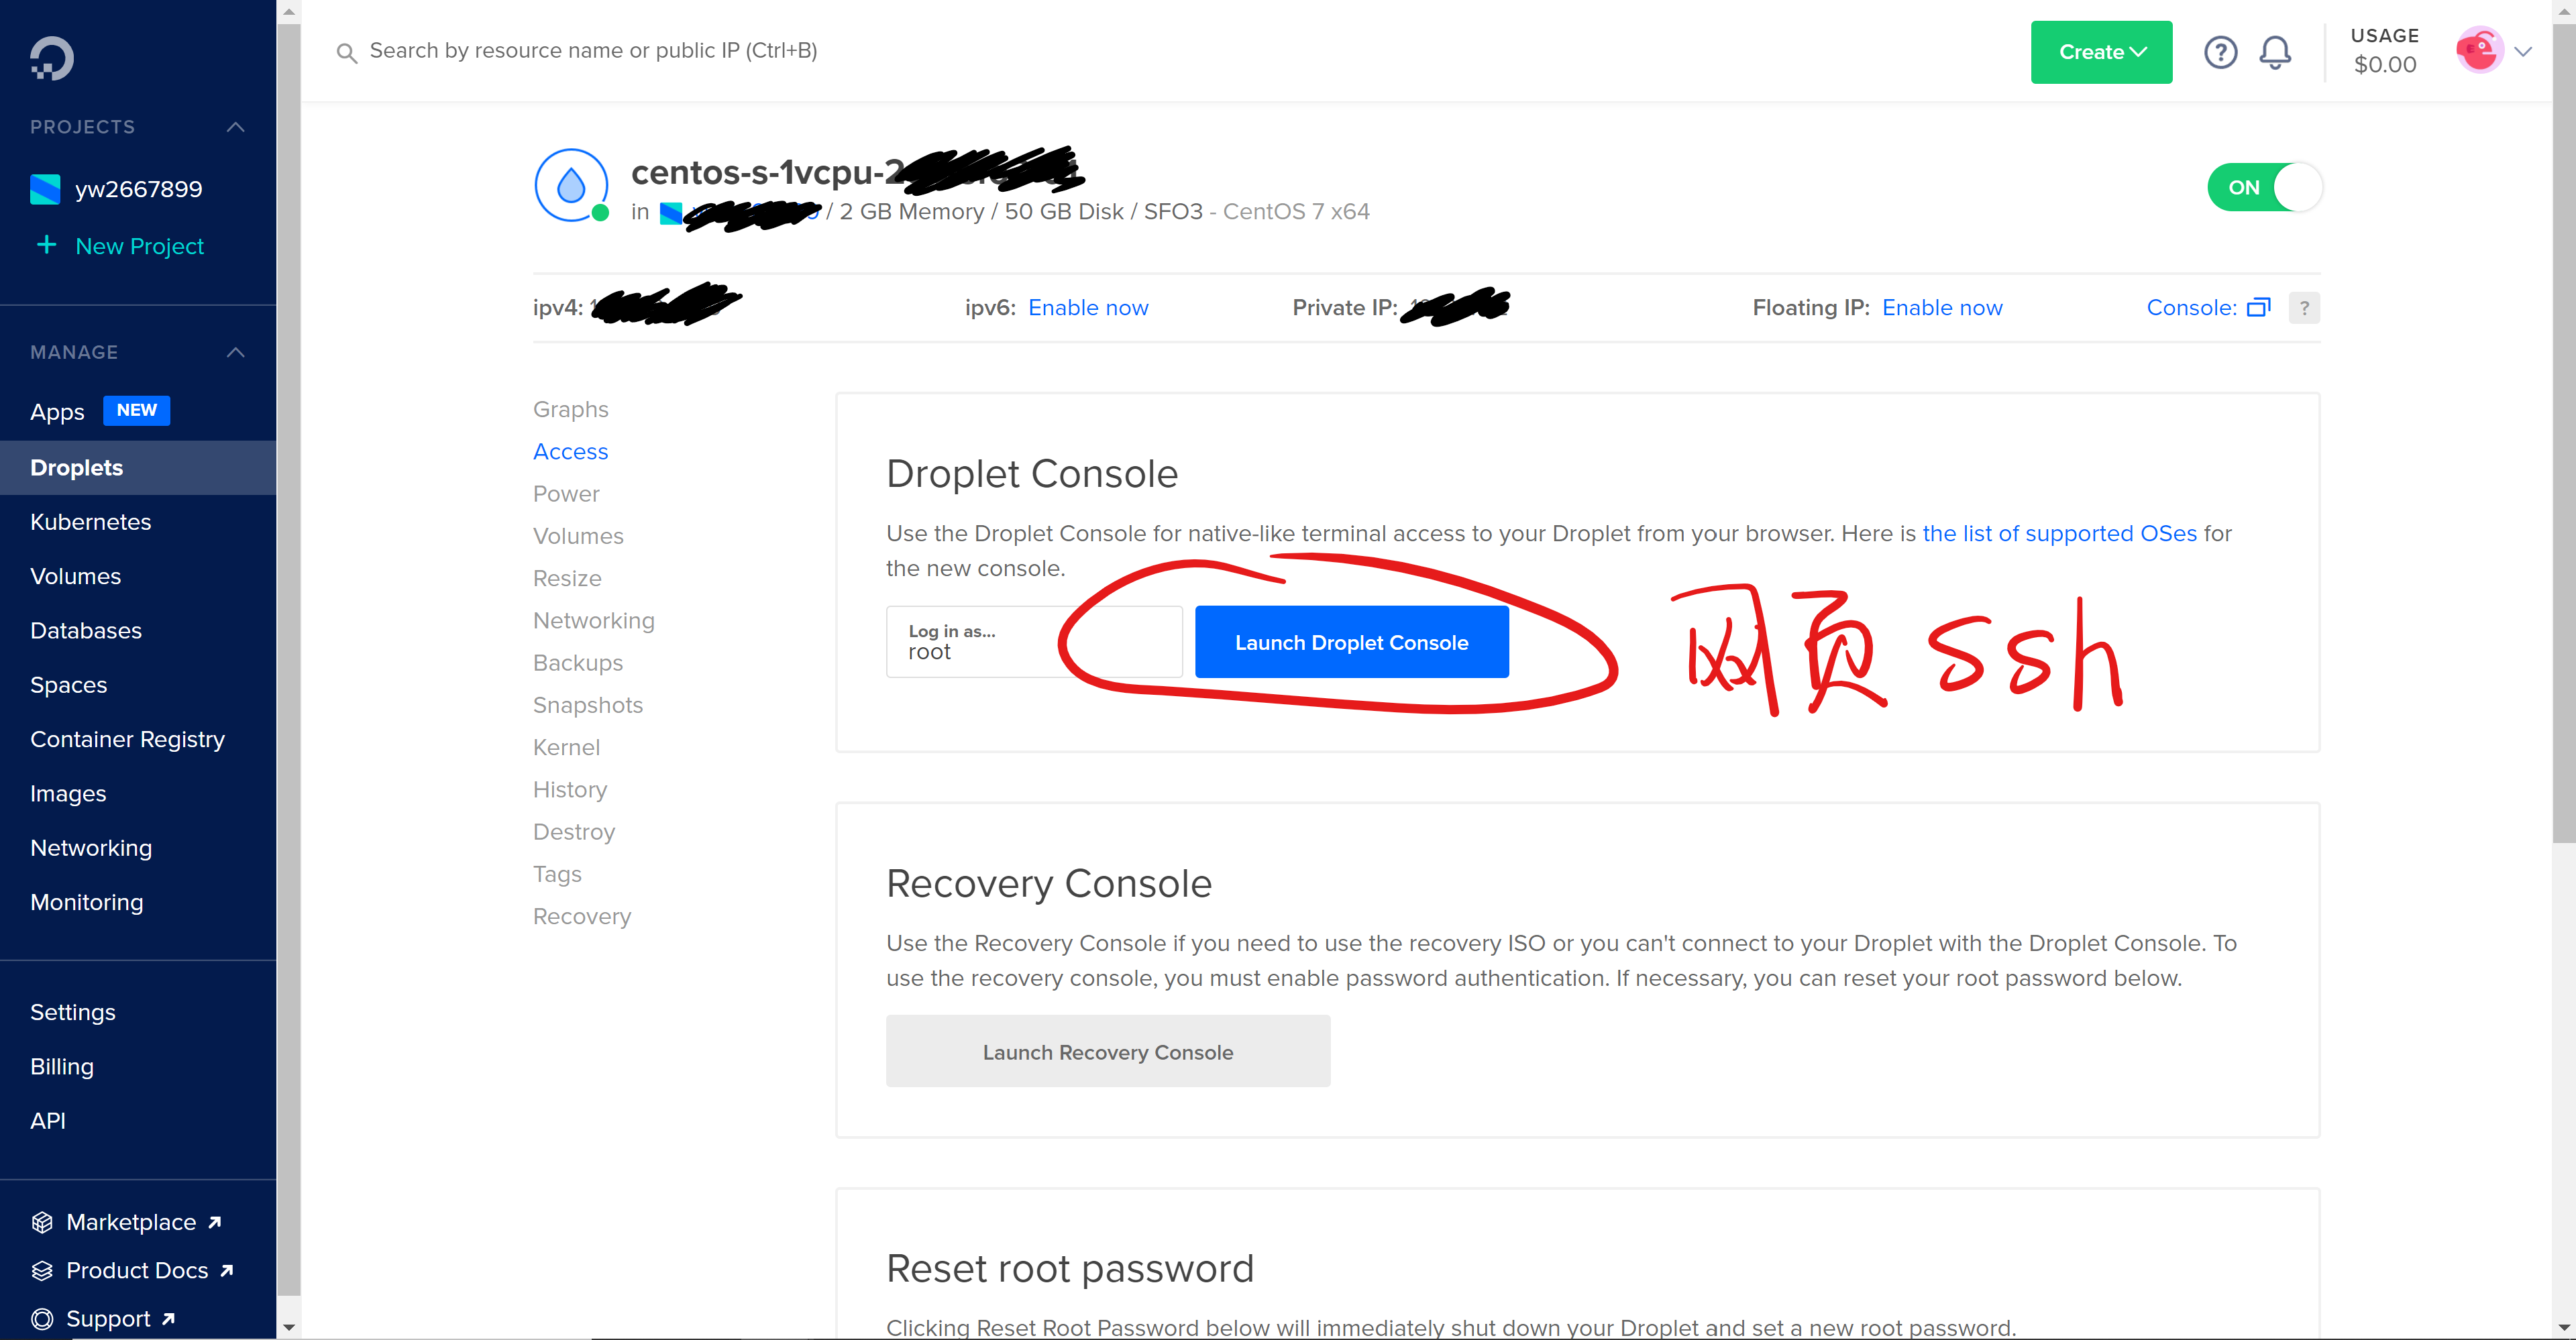 Search by resource name or public IP (Ctrl+B)
Create
USAGE
$0.00
PROJECTS
yw2667899
New Project
MANAGE
Apps NEW
Droplets
Kubernetes
Volumes
Databases
Spaces
Container Registry
Images
Networking
Monitoring
Settings
Billing
API
Marketplace
Product Docs
Support
centos-s-1vcpu-2
in / 2 GB Memory / 50 GB Disk / SFO3 - CentOS 7 x64
ON
ipv4:
ipv6: Enable now
Private IP:
Floating IP: Enable now
Console: ?
Graphs
Access
Power
Volumes
Resize
Networking
Backups
Snapshots
Kernel
History
Destroy
Tags
Recovery
Droplet Console
Use the Droplet Console for native-like terminal access to your Droplet from your browser. Here is the list of supported OSes for
the new console.
Log in as...
root
Launch Droplet Console
网页 ssh
Recovery Console
Use the Recovery Console if you need to use the recovery ISO or you can't connect to your Droplet with the Droplet Console. To
use the recovery console, you must enable password authentication. If necessary, you can reset your root password below.
Launch Recovery Console
Reset root password
Clicking Reset Root Password below will immediately shut down your Droplet and set a new root password.